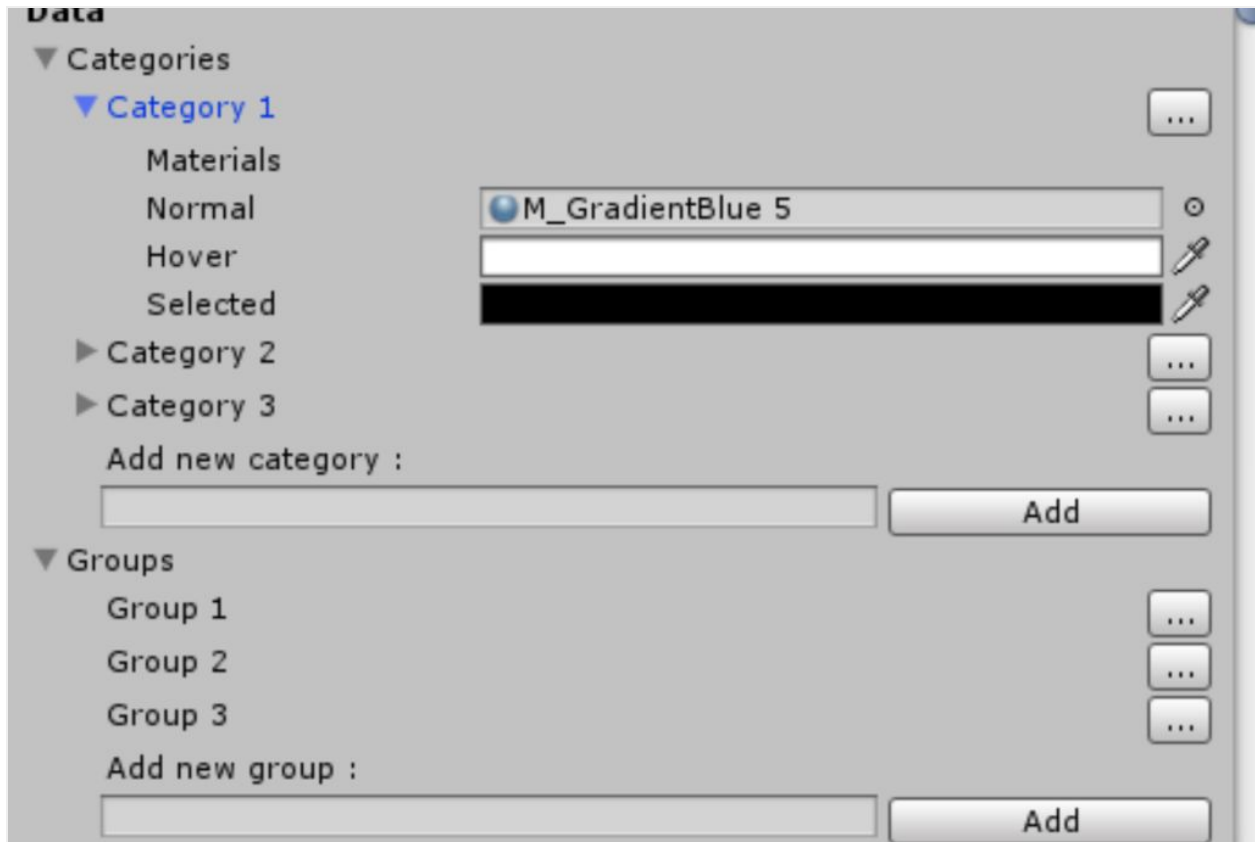 Data
Categories
Category 1
...
Materials
Normal M_GradientBlue 5
Hover
Selected
Category 2
...
Category 3
...
Add new category :
Add
Groups
Group 1
...
Group 2
...
Group 3
...
Add new group :
Add